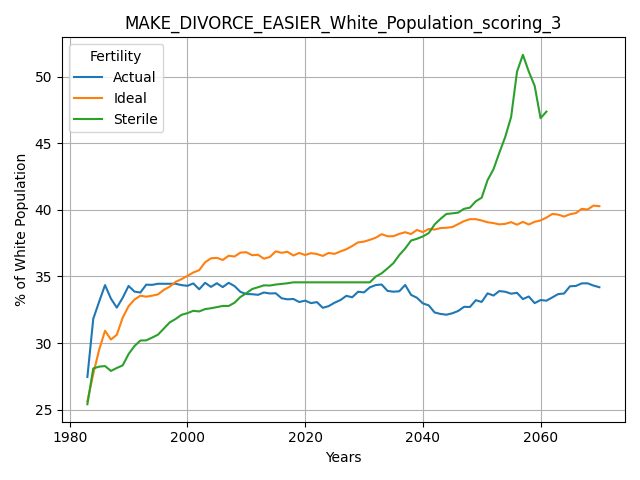 MAKE_DIVORCE_EASIER_White_Population_scoring_3
Fertility
Actual
Ideal
Sterile
% of White Population
50
45
40
35
30
25
1980
2000
2020
2040
2060
Years